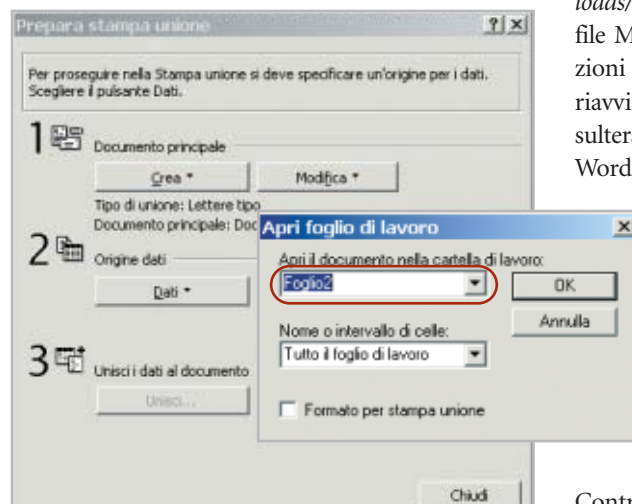 Prepara stampa unione
Per proseguire nella Stampa unione si deve specificare un'origine per i dati.
Scegliere il pulsante Dati.
1 Documento principale
Crea Modifica
Tipo di unione: Lettere tipo
Documento principale: Doc
2 Origine dati
Dati
3 Unisci i dati al documento
Unisci...
Chiudi
Apri foglio di lavoro
Apri il documento nella cartella di lavoro:
Foglio2
OK
Annulla
Nome o intervallo di celle:
Tutto il foglio di lavoro
Formato per stampa unione
loads/
file M
zioni
riavvi
sulter
Word
Contr